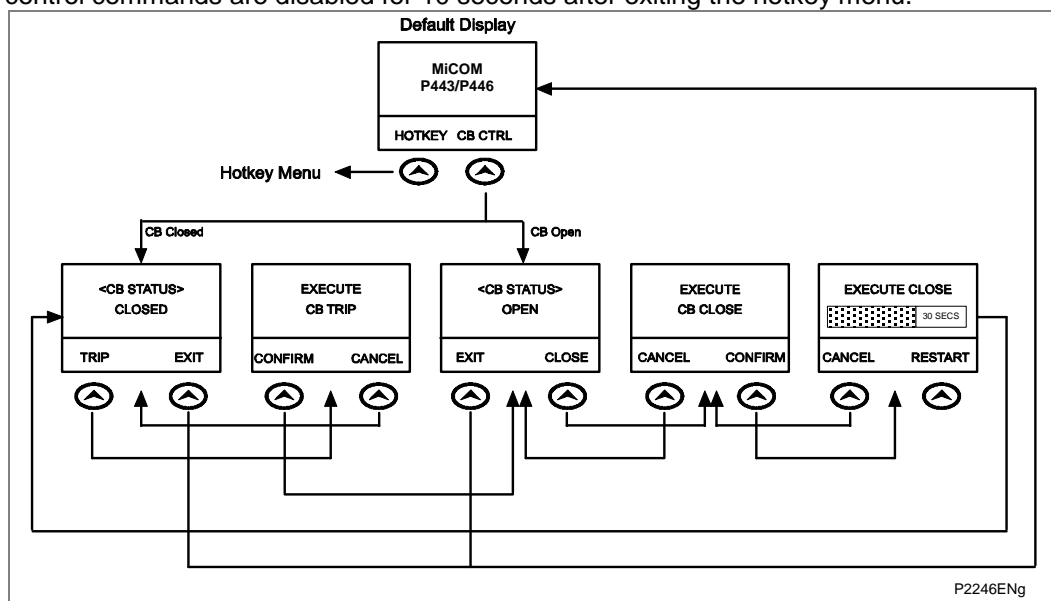 control commands are disabled for 10 seconds after exiting the hotkey menu.
Default Display
MiCOM
P443/P446
HOTKEY CB CTRL
Hotkey Menu
CB Closed
CB Open
<CB STATUS>
CLOSED
TRIP EXIT
EXECUTE
CB TRIP
CONFIRM CANCEL
<CB STATUS>
OPEN
EXIT CLOSE
EXECUTE
CB CLOSE
CANCEL CONFIRM
EXECUTE CLOSE
30 SECS
CANCEL RESTART
P2246ENg